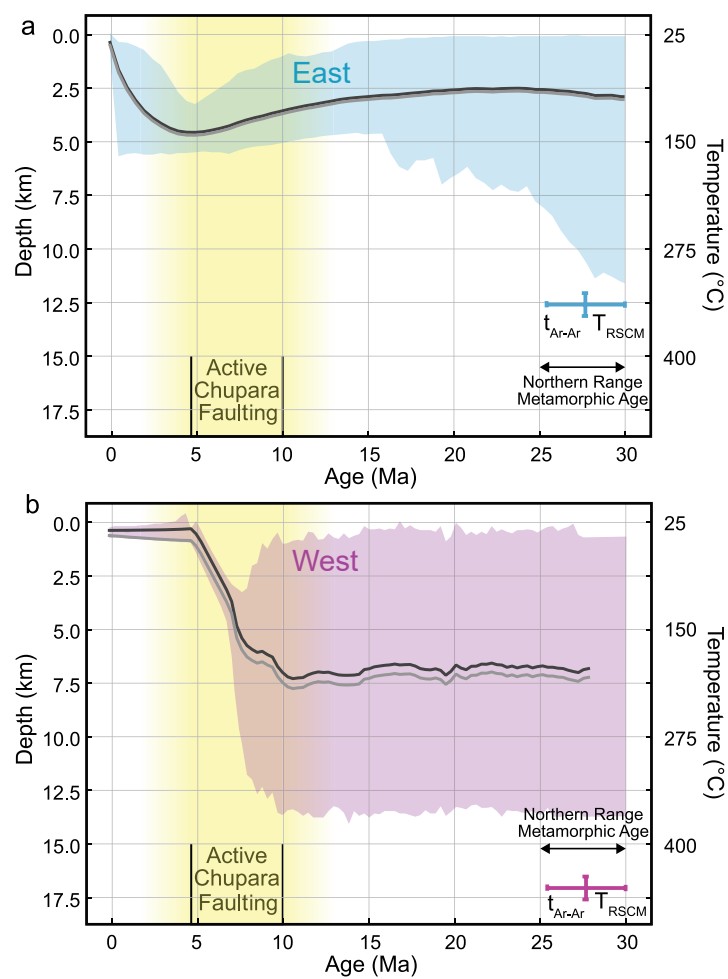 a
0.0
2.5
5.0
7.5
10.0
12.5
15.0
17.5
Depth (km)
East
25
150
275
400
Temperature (°C)
t_Ar-Ar T_RSCM
Northern Range
Metamorphic Age
Active
Chupara
Faulting
0 5 10 15 20 25 30
Age (Ma)
b
0.0
2.5
5.0
7.5
10.0
12.5
15.0
17.5
Depth (km)
West
25
150
275
400
Temperature (°C)
Northern Range
Metamorphic Age
t_Ar-Ar T_RSCM
Active
Chupara
Faulting
0 5 10 15 20 25 30
Age (Ma)